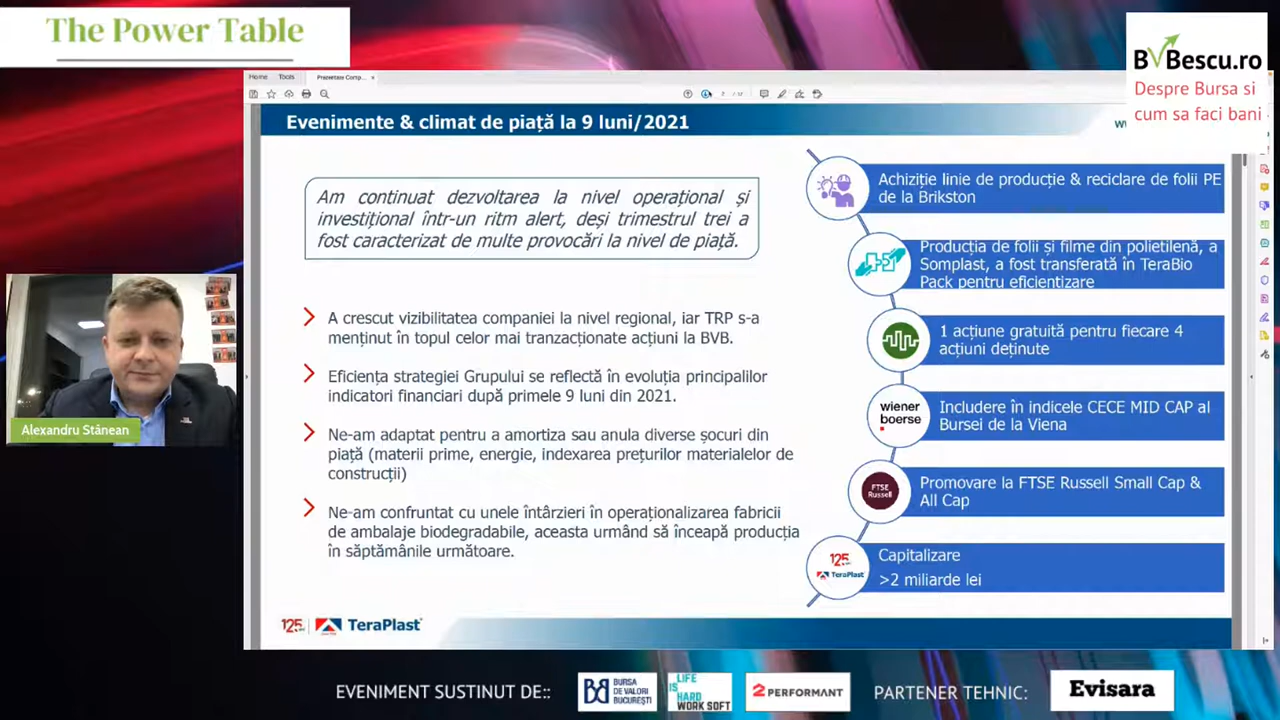 The Power Table
BVBescu.ro
Despre Bursa si
cum sa faci bani
Home Tools Prezentare Comp...
Evenimente & climat de piață la 9 luni/2021
Am continuat dezvoltarea la nivel operațional și
investițional într-un ritm alert, deși trimestrul trei a
fost caracterizat de multe provocări la nivel de piață.
A crescut vizibilitatea companiei la nivel regional, iar TRP s-a
menținut în topul celor mai tranzacționate acțiuni la BVB.
Eficiența strategiei Grupului se reflectă în evoluția principalilor
indicatori financiari după primele 9 luni din 2021.
Ne-am adaptat pentru a amortiza sau anula diverse șocuri din
piață (materii prime, energie, indexarea prețurilor materialelor de
construcții)
Ne-am confruntat cu unele întârzieri în operaționalizarea fabricii
de ambalaje biodegradabile, aceasta urmând să înceapă producția
în săptămânile următoare.
Achiziție linie de producție & reciclare de folii PE
de la Brikston
Producția de folii și filme din polietilenă, a
Somplast, a fost transferată în TeraBio
Pack pentru eficientizare
1 acțiune gratuită pentru fiecare 4
acțiuni deținute
wiener
boerse
Includere în indicele CECE MID CAP al
Bursei de la Viena
FTSE
Russell
Promovare la FTSE Russell Small Cap &
All Cap
125
TeraPlast
Capitalizare
>2 miliarde lei
125 TeraPlast
Alexandru Stânean
EVENIMENT SUSTINUT DE::
BURSA
DE VALORI
BUCUREȘTI
LIFE
IS
HARD
WORK SOFT
2PERFORMANT
PARTENER TEHNIC:
Evisara